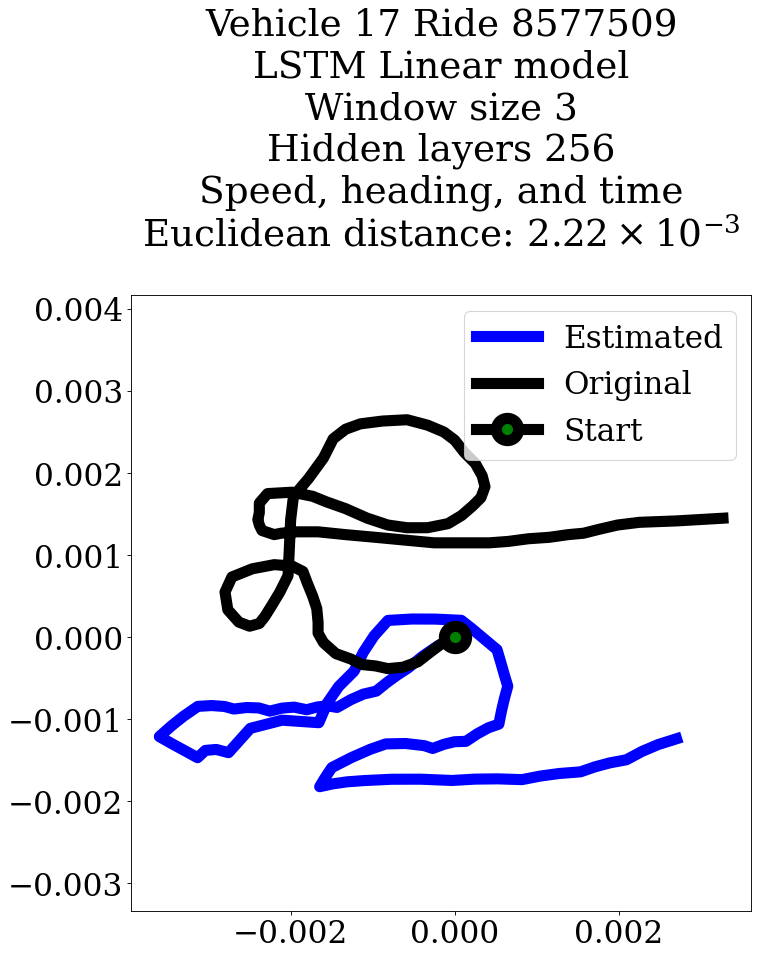 Vehicle 17 Ride 8577509
LSTM Linear model
Window size 3
Hidden layers 256
Speed, heading, and time
Euclidean distance: 2.22 × 10⁻³
0.004
0.003
0.002
0.001
0.000
−0.001
−0.002
−0.003
Estimated
Original
Start
−0.002 0.000 0.002